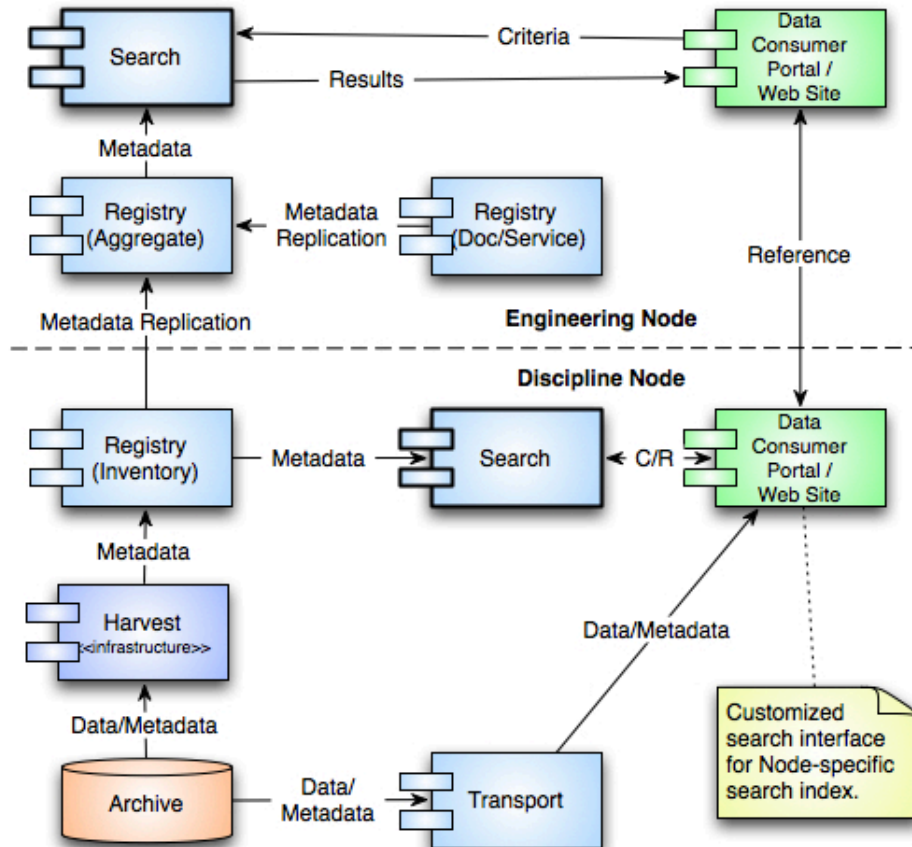 Search
Criteria
Results
Data
Consumer
Portal /
Web Site
Metadata
Registry
(Aggregate)
Metadata
Replication
Registry
(Doc/Service)
Reference
Metadata Replication
Engineering Node
Discipline Node
Registry
(Inventory)
Metadata
Search
C/R
Data
Consumer
Portal /
Web Site
Metadata
Harvest
<<infrastructure>>
Data/Metadata
Data/Metadata
Archive
Data/
Metadata
Transport
Customized
search interface
for Node-specific
search index.